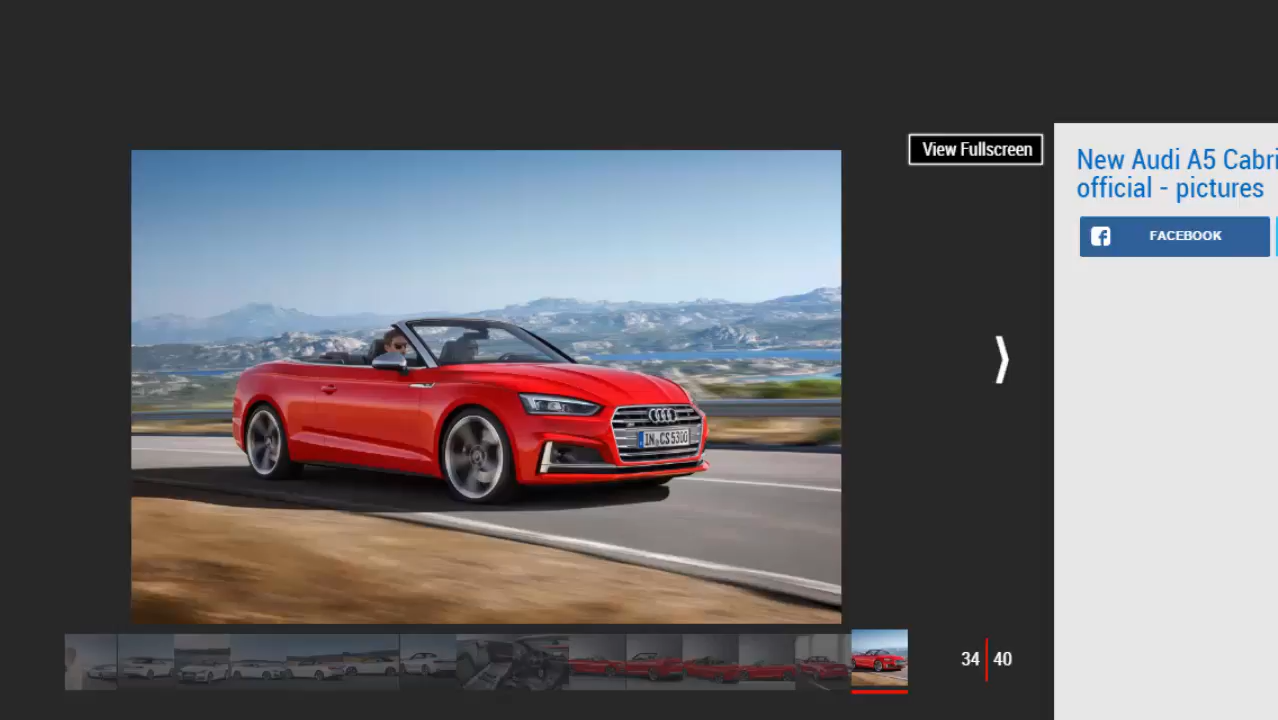 View Fullscreen
New Audi A5 Cabri
official - pictures
FACEBOOK
IN CS 5300
34 40